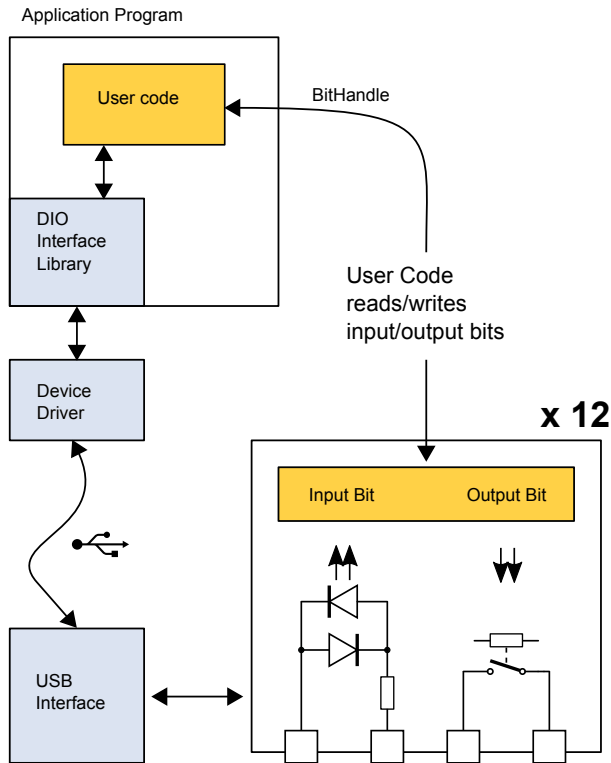 Application Program
User code
BitHandle
DIO
Interface
Library
User Code
reads/writes
input/output bits
Device
Driver
x 12
Input Bit
Output Bit
USB
Interface